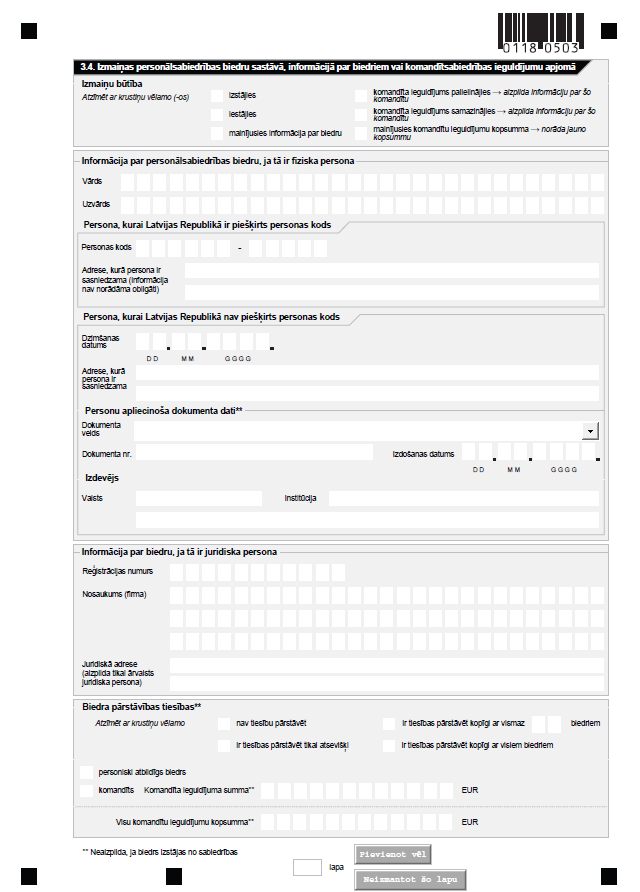 0118 0503
3.4. Izmaiņas personālsabiedrības biedru sastāvā, informācijā par biedriem vai komandītsabiedrības ieguldījumu apjomā
Izmaiņu būtība
Atzīmēt ar krustiņu vēlamo (-os)
izstājies
iestājies
mainījusies informācija par biedru
komandīta ieguldījums palielinājies → aizpilda informāciju par šo
komandītu
komandīta ieguldījums samazinājies → aizpilda informāciju par šo
komandītu
mainījusies komandītu ieguldījumu kopsumma → norāda jauno
kopsummu
Informācija par personālsabiedrības biedru, ja tā ir fiziska persona
Vārds
Uzvārds
Persona, kurai Latvijas Republikā ir piešķirts personas kods
Personas kods -
Adrese, kurā persona ir
sasniedzama (informācija
nav norādāma obligāti)
Persona, kurai Latvijas Republikā nav piešķirts personas kods
Dzimšanas
datums
. . .
DD MM GGGG
Adrese, kurā
persona ir
sasniedzama
Personu apliecinoša dokumenta dati**
Dokumenta
veids
Dokumenta nr. Izdošanas datums . . .
DD MM GGGG
Izdevējs
Valsts Institūcija
Informācija par biedru, ja tā ir juridiska persona
Reģistrācijas numurs
Nosaukums (firma)
Juridiskā adrese
(aizpilda tikai ārvalsts
juridiska persona)
Biedra pārstāvības tiesības**
Atzīmēt ar krustiņu vēlamo nav tiesību pārstāvēt ir tiesības pārstāvēt kopīgi ar vismaz biedriem
ir tiesības pārstāvēt tikai atsevišķi ir tiesības pārstāvēt kopīgi ar visiem biedriem
personiski atbildīgs biedrs
komandīts Komandīta ieguldījuma summa** EUR
Visu komandītu ieguldījumu kopsumma** EUR
** Neaizpilda, ja biedrs izstājas no sabiedrības
lapa
Pievienot vēl
Neizmantot šo lapu